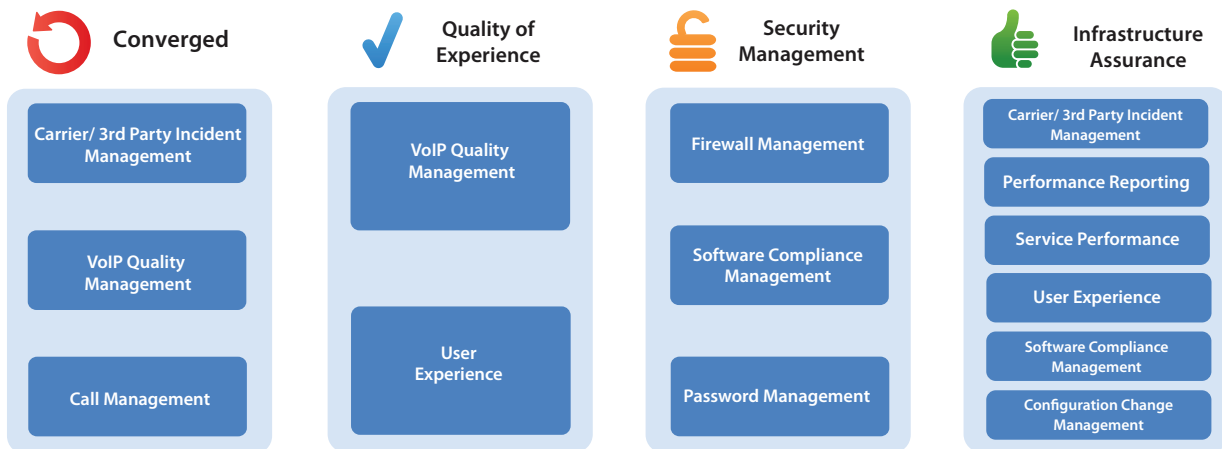 Converged
Carrier/ 3rd Party Incident
Management
VoIP Quality
Management
Call Management
Quality of
Experience
VoIP Quality
Management
User
Experience
Security
Management
Firewall Management
Software Compliance
Management
Password Management
Infrastructure
Assurance
Carrier/ 3rd Party Incident
Management
Performance Reporting
Service Performance
User Experience
Software Compliance
Management
Configuration Change
Management